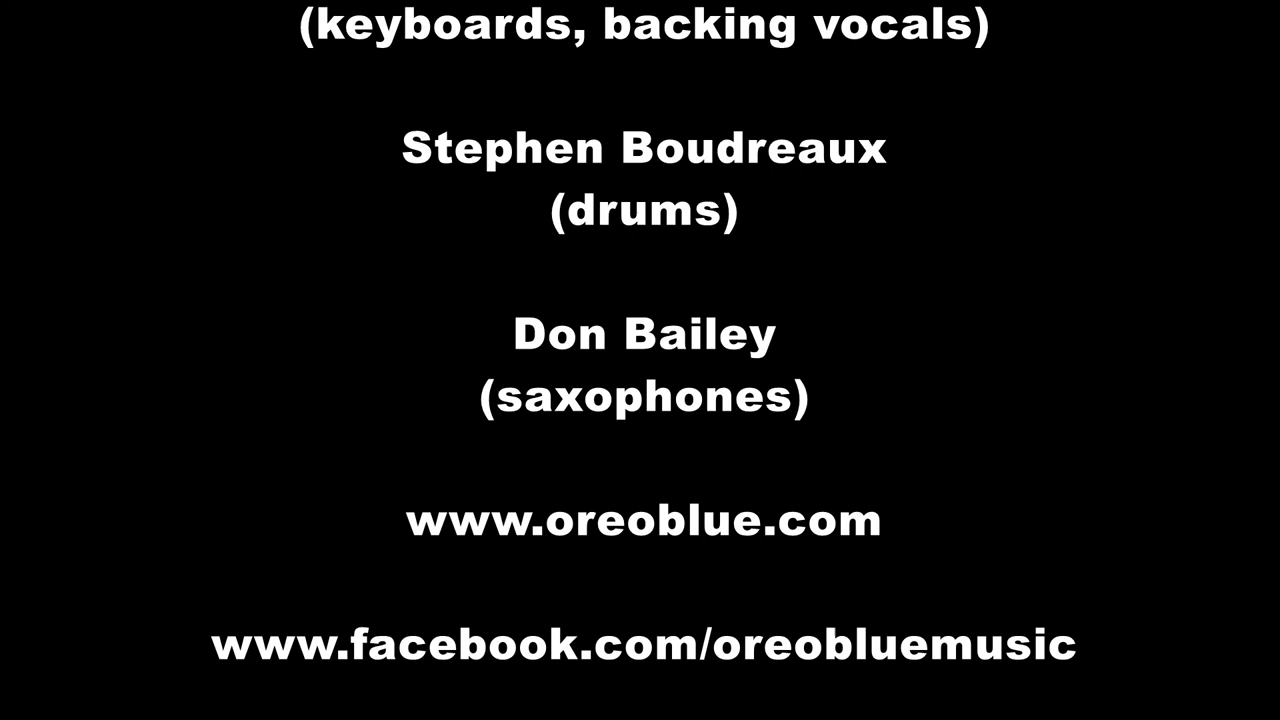 (keyboards, backing vocals)
Stephen Boudreaux
(drums)
Don Bailey
(saxophones)
www.oreoblue.com
www.facebook.com/oreobluemusic